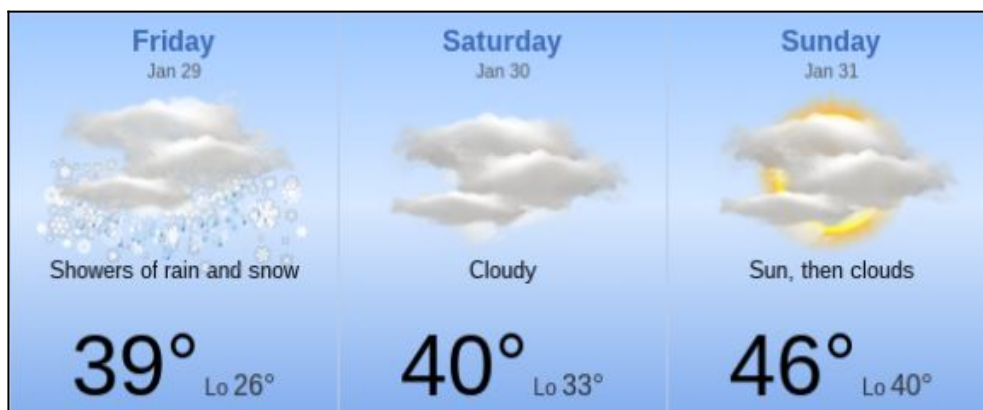 Friday
Jan 29
Showers of rain and snow
39° Lo 26°
Saturday
Jan 30
Cloudy
40° Lo 33°
Sunday
Jan 31
Sun, then clouds
46° Lo 40°